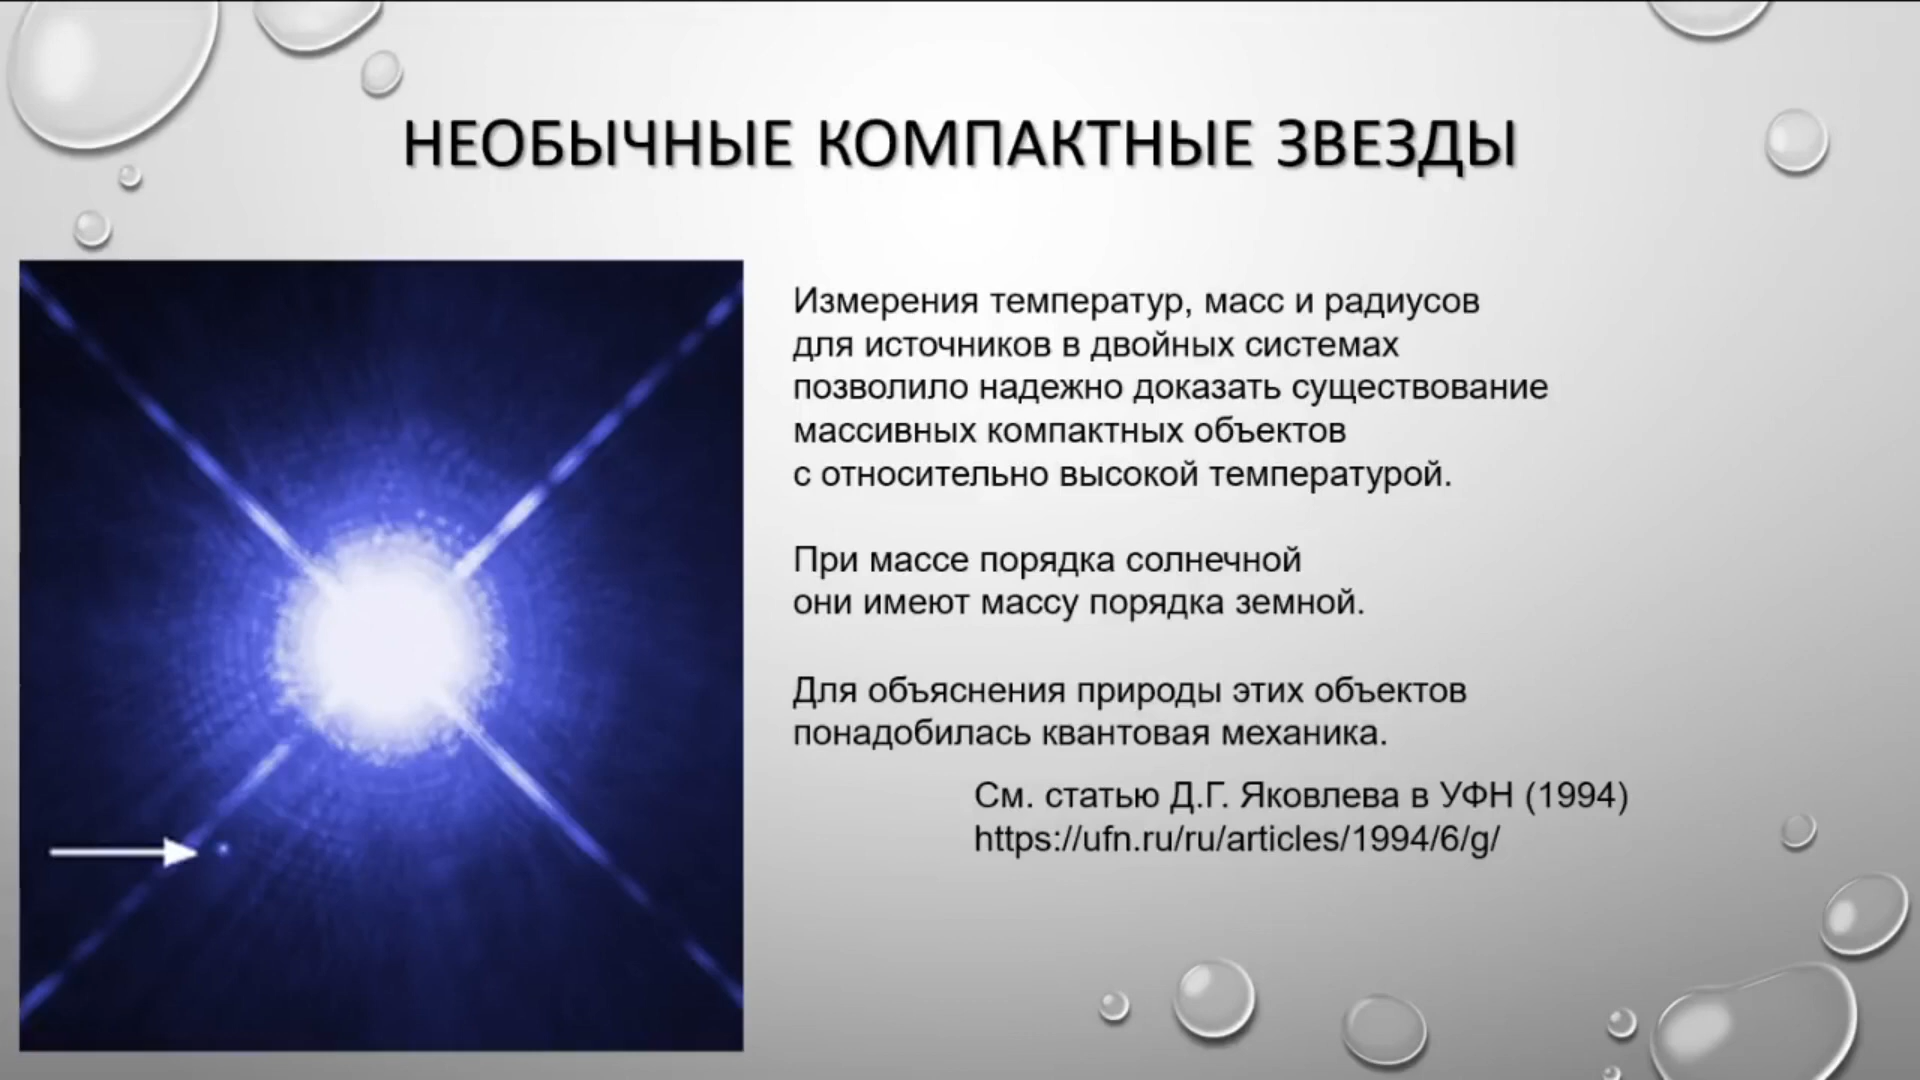 НЕОБЫЧНЫЕ КОМПАКТНЫЕ ЗВЕЗДЫ
Измерения температур, масс и радиусов
для источников в двойных системах
позволило надежно доказать существование
массивных компактных объектов
с относительно высокой температурой.
При массе порядка солнечной
они имеют массу порядка земной.
Для объяснения природы этих объектов
понадобилась квантовая механика.
См. статью Д.Г. Яковлева в УФН (1994)
https://ufn.ru/ru/articles/1994/6/g/